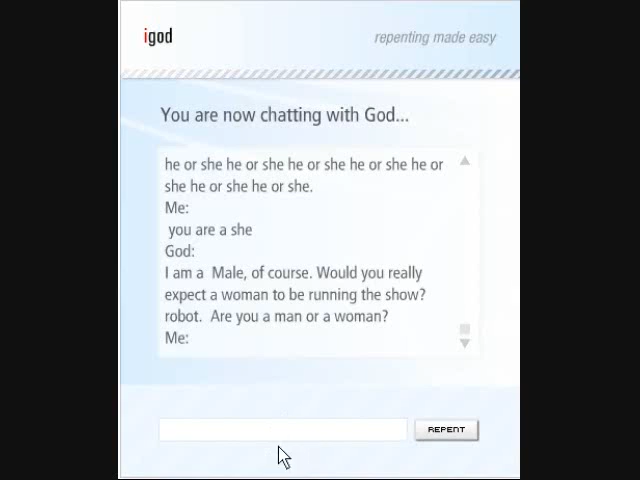 igod
repenting made easy
You are now chatting with God...
he or she he or she he or she he or she he or
she he or she he or she.
Me:
you are a she
God:
I am a  Male, of course. Would you really
expect a woman to be running the show?
robot.  Are you a man or a woman?
Me:
REPENT